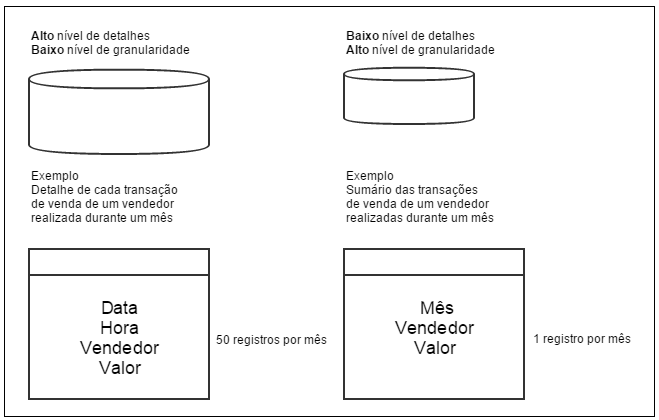 Alto nível de detalhes
Baixo nível de granularidade
Exemplo
Detalhe de cada transação
de venda de um vendedor
realizada durante um mês
Data
Hora
Vendedor
Valor
50 registros por mês
Baixo nível de detalhes
Alto nível de granularidade
Exemplo
Sumário das transações
de venda de um vendedor
realizadas durante um mês
Mês
Vendedor
Valor
1 registro por mês